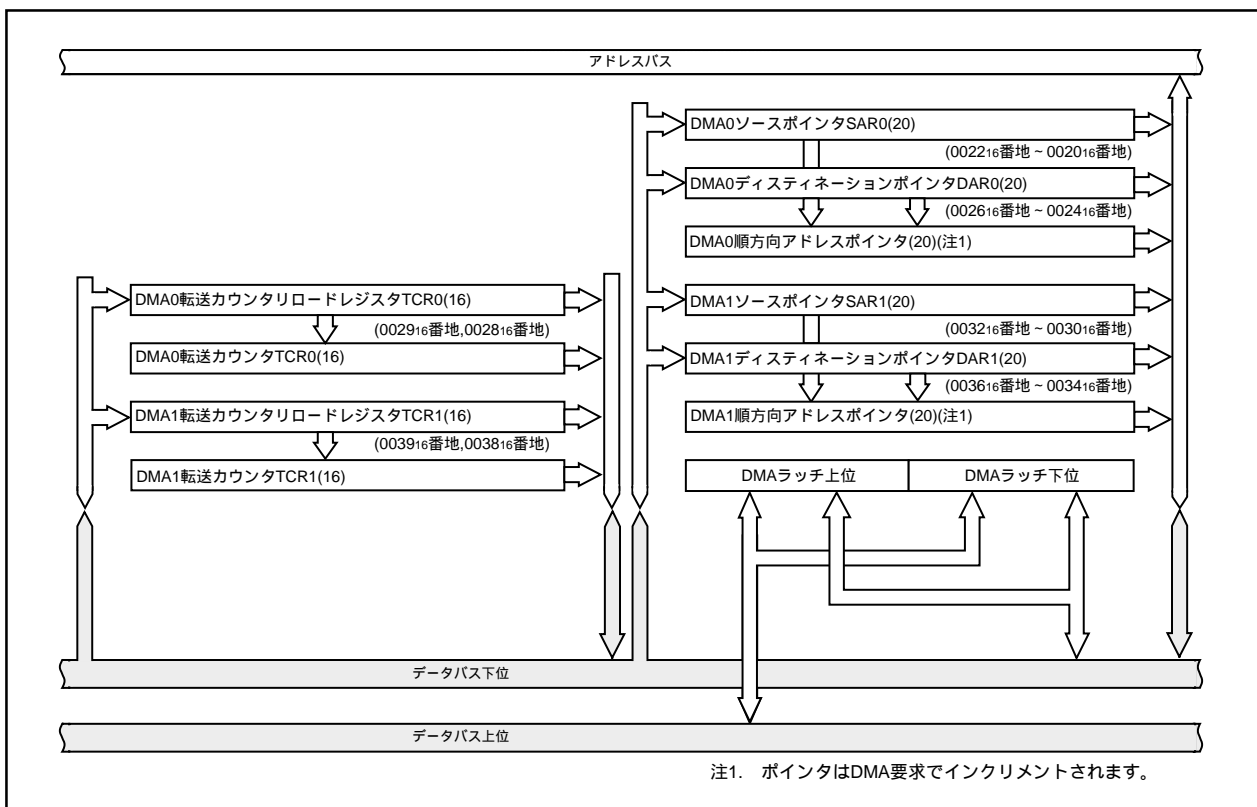 アドレスバス
DMA0ソースポインタSAR0(20)
(0022₁₆番地 ~ 0020₁₆番地)
DMA0ディスティネーションポインタDAR0(20)
(0026₁₆番地 ~ 0024₁₆番地)
DMA0順方向アドレスポインタ(20)(注1)
DMA0転送カウンタリロードレジスタTCR0(16)
(0029₁₆番地,0028₁₆番地)
DMA0転送カウンタTCR0(16)
DMA1転送カウンタリロードレジスタTCR1(16)
(0039₁₆番地,0038₁₆番地)
DMA1転送カウンタTCR1(16)
DMA1ソースポインタSAR1(20)
(0032₁₆番地 ~ 0030₁₆番地)
DMA1ディスティネーションポインタDAR1(20)
(0036₁₆番地 ~ 0034₁₆番地)
DMA1順方向アドレスポインタ(20)(注1)
DMAラッチ上位 DMAラッチ下位
データバス下位
データバス上位
注1. ポインタはDMA要求でインクリメントされます。